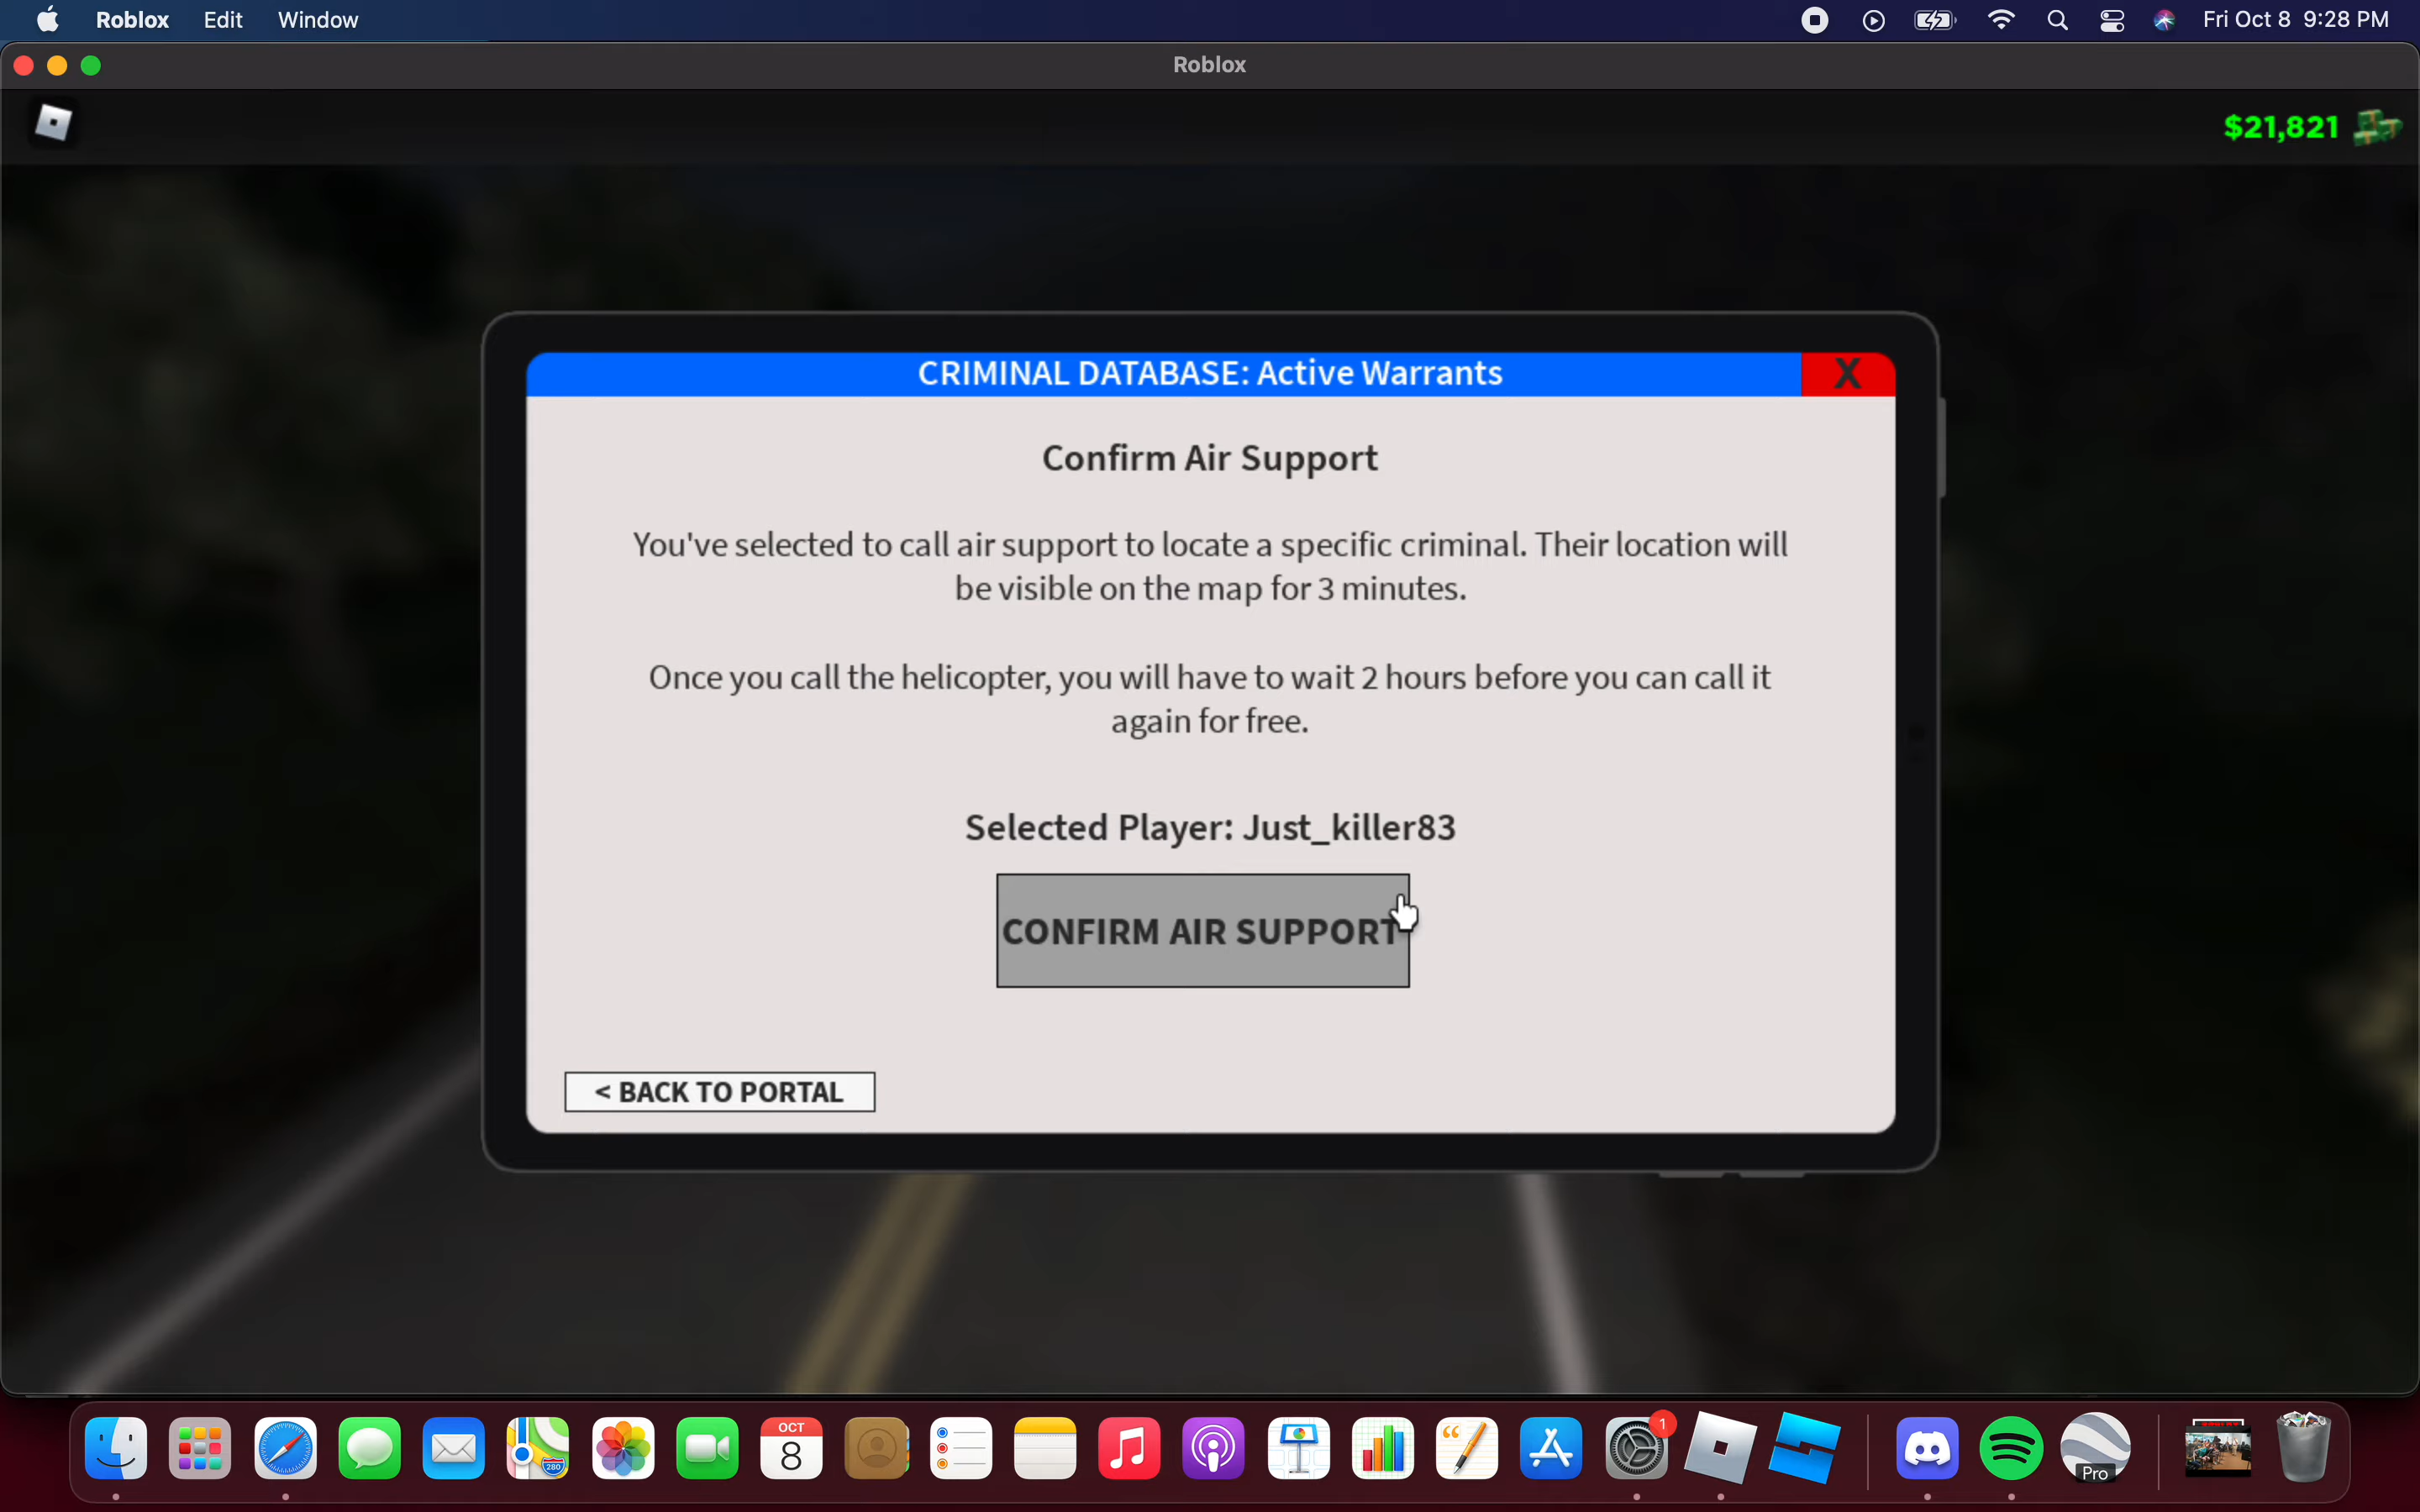 Roblox Edit Window Fri Oct 8 9:28 PM
Roblox
$21,821
CRIMINAL DATABASE: Active Warrants X
Confirm Air Support
You've selected to call air support to locate a specific criminal. Their location will
be visible on the map for 3 minutes.
Once you call the helicopter, you will have to wait 2 hours before you can call it
again for free.
Selected Player: Just_killer83
CONFIRM AIR SUPPORT
< BACK TO PORTAL
280
OCT
8
1
Pro